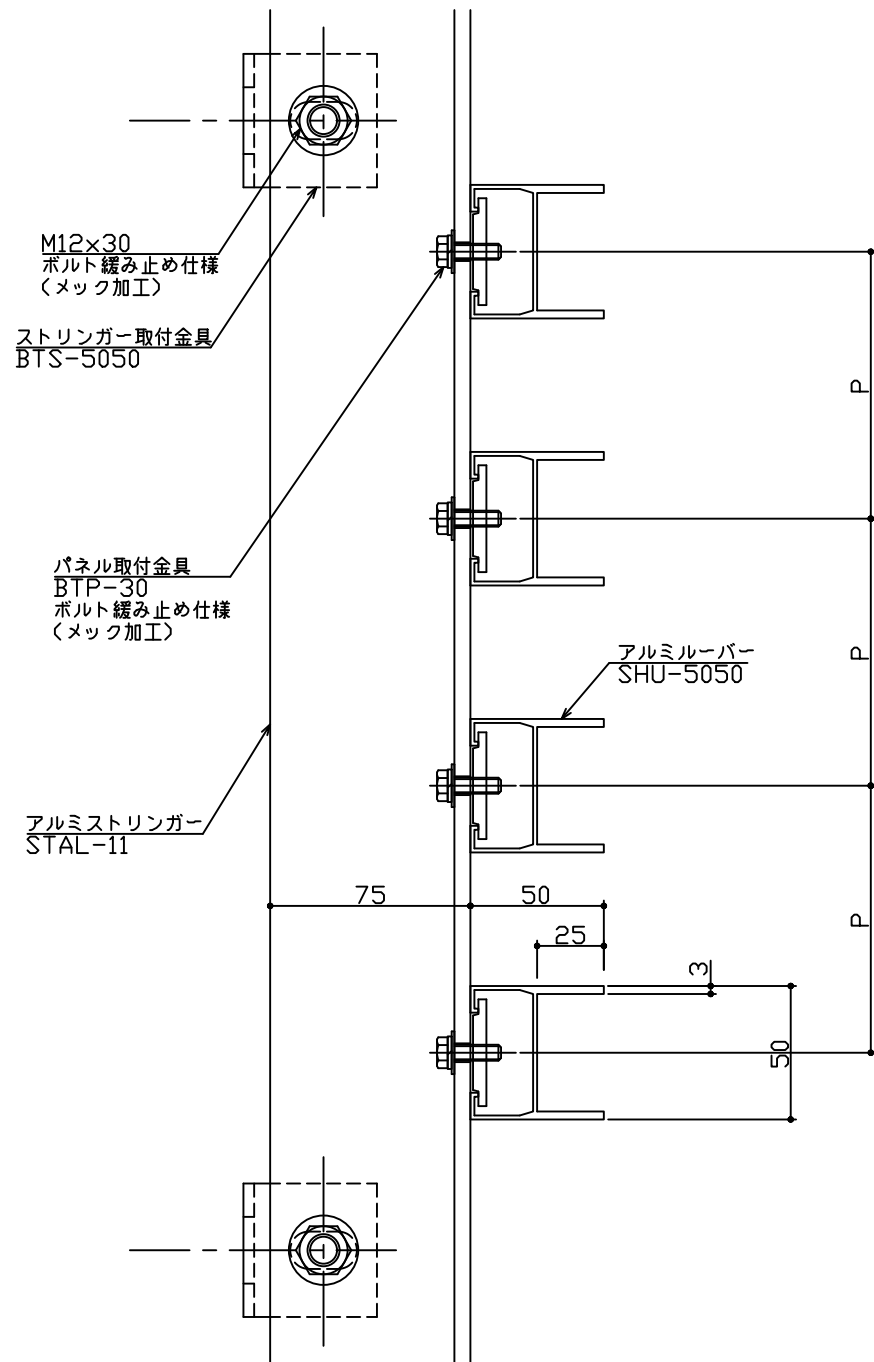 M12×30
ボルト緩み止め仕様
(メック加工)
ストリンガー取付金具
BTS-5050
P
パネル取付金具
BTP-30
ボルト緩み止め仕様
(メック加工)
アルミルーバー
SHU-5050
P
アルミストリンガー
STAL-11
75
50
25
P
3
50